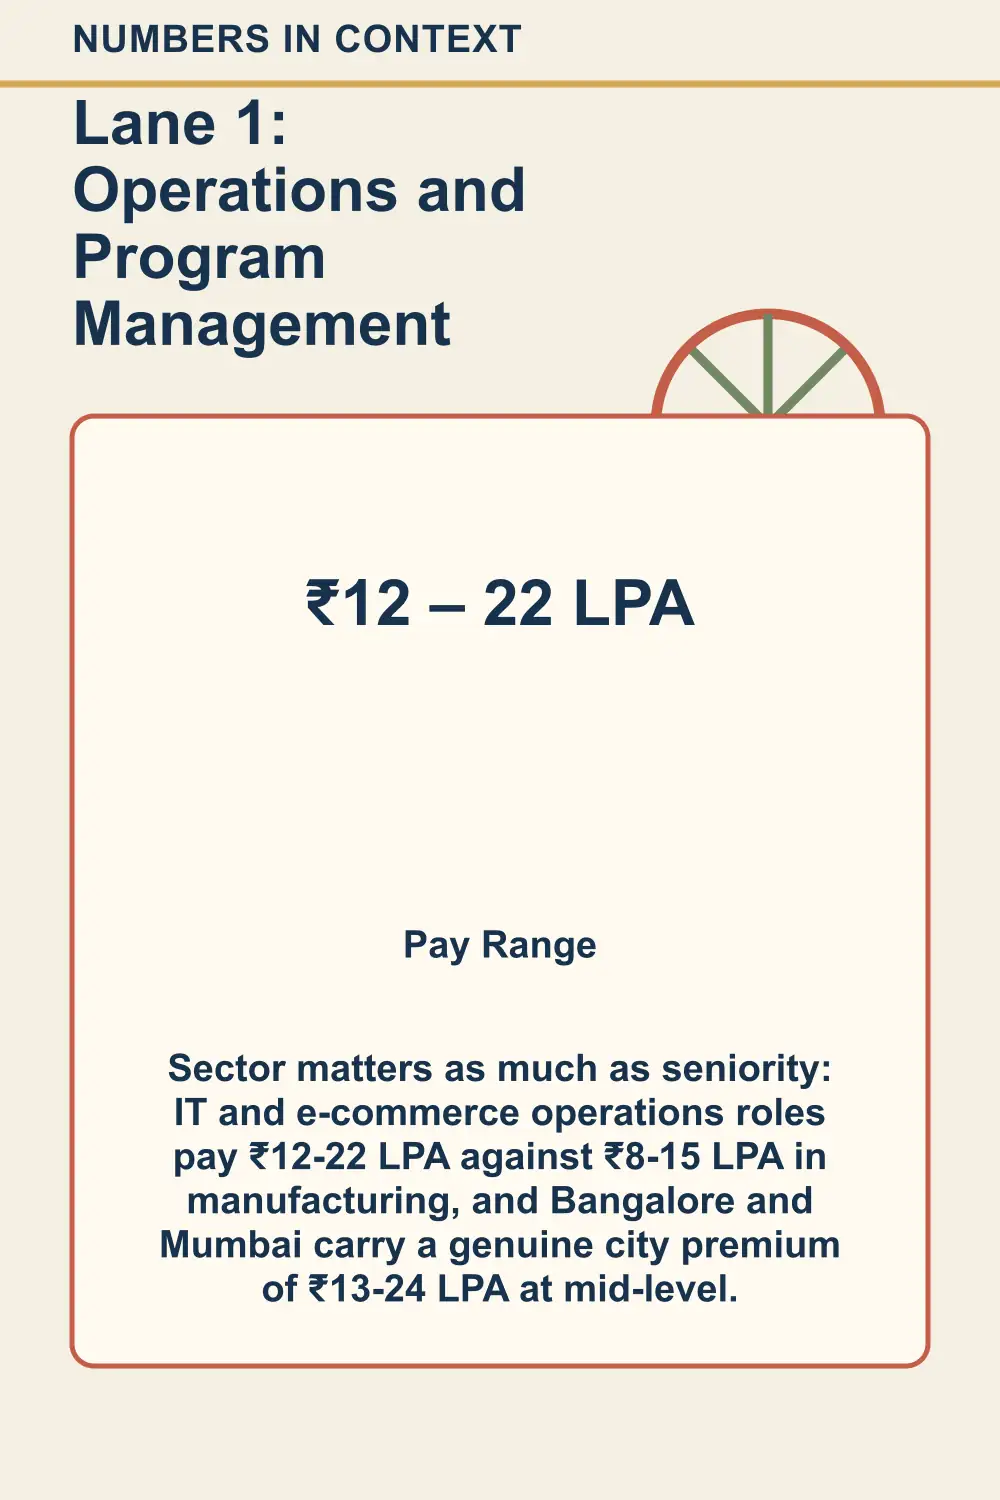 NUMBERS IN CONTEXT
Lane 1:
Operations and
Program
Management
₹12 – 22 LPA
Pay Range
Sector matters as much as seniority:
IT and e-commerce operations roles
pay ₹12-22 LPA against ₹8-15 LPA in
manufacturing, and Bangalore and
Mumbai carry a genuine city premium
of ₹13-24 LPA at mid-level.